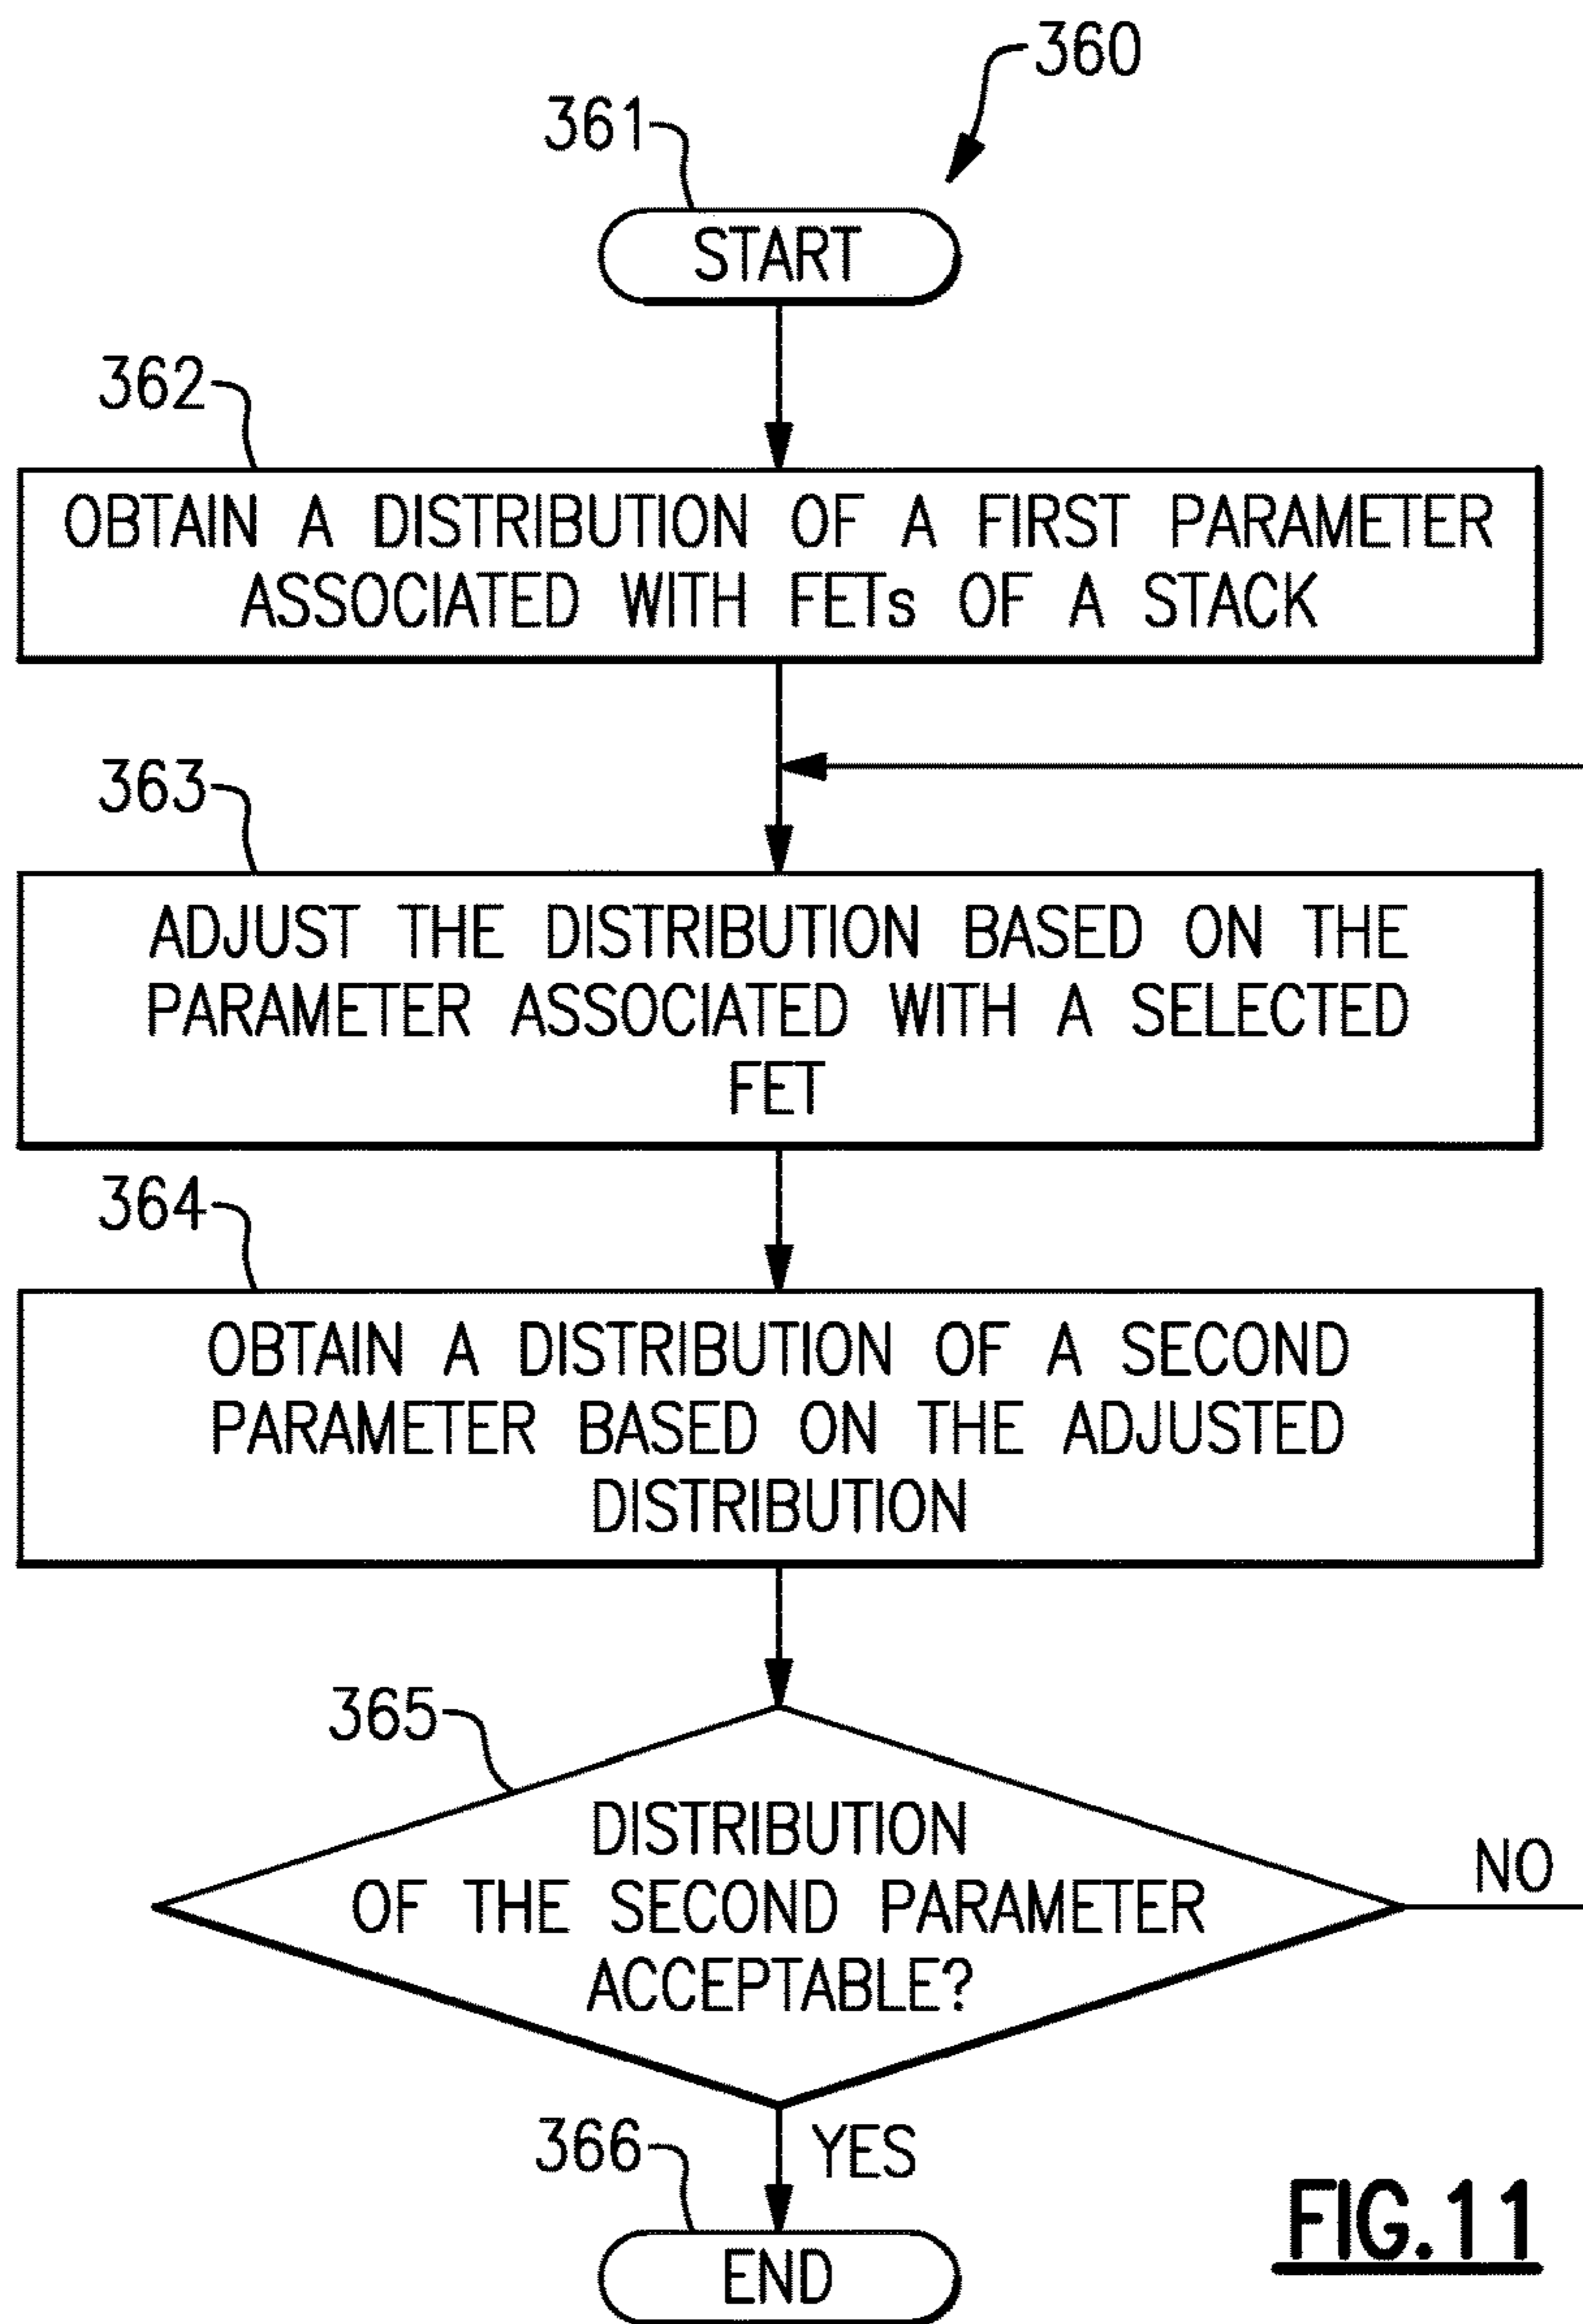 360
361
START
362
OBTAIN A DISTRIBUTION OF A FIRST PARAMETER
ASSOCIATED WITH FETs OF A STACK
363
ADJUST THE DISTRIBUTION BASED ON THE
PARAMETER ASSOCIATED WITH A SELECTED
FET
364
OBTAIN A DISTRIBUTION OF A SECOND
PARAMETER BASED ON THE ADJUSTED
DISTRIBUTION
365
DISTRIBUTION
OF THE SECOND PARAMETER
ACCEPTABLE?
NO
366
YES
END
FIG.11